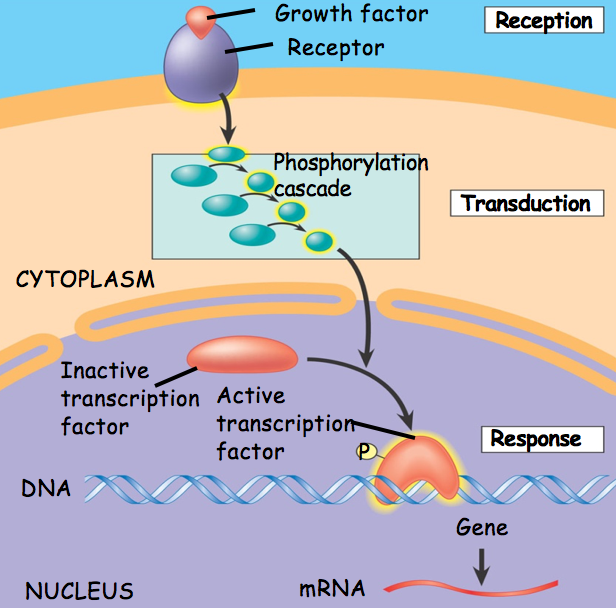 Growth factor
Reception
Receptor
Phosphorylation
cascade
Transduction
CYTOPLASM
Inactive
transcription
factor
Active
transcription
factor
Response
P
DNA
Gene
mRNA
NUCLEUS